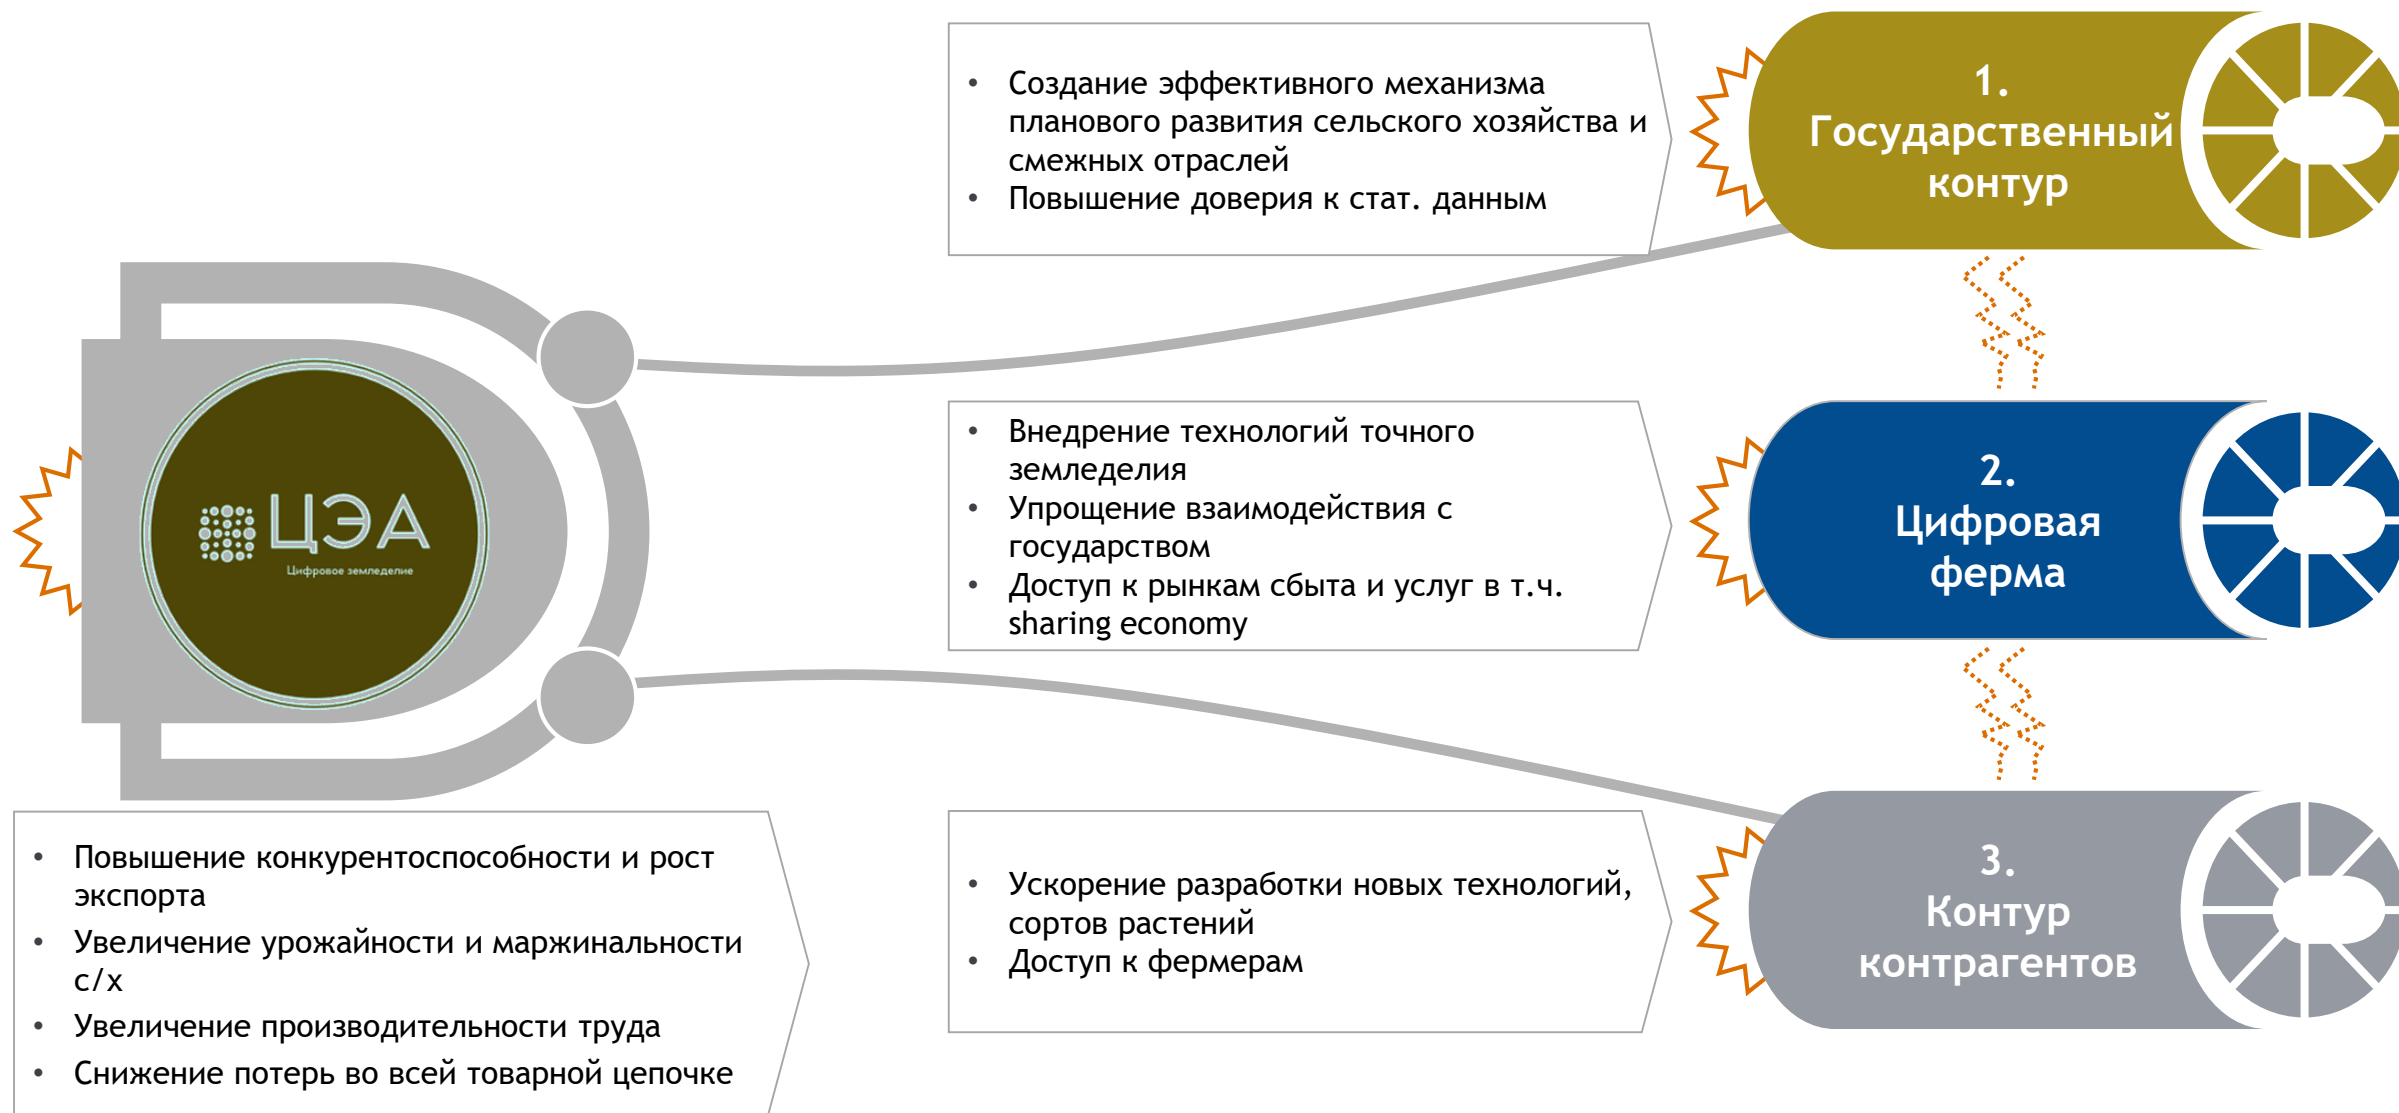 • Создание эффективного механизма
планового развития сельского хозяйства и
смежных отраслей
• Повышение доверия к стат. данным
1.
Государственный
контур
ЦЭА
Цифровое земледелие
• Внедрение технологий точного
земледелия
• Упрощение взаимодействия с
государством
• Доступ к рынкам сбыта и услуг в т.ч.
sharing economy
2.
Цифровая
ферма
• Повышение конкурентоспособности и рост
экспорта
• Увеличение урожайности и маржинальности
с/х
• Увеличение производительности труда
• Снижение потерь во всей товарной цепочке
• Ускорение разработки новых технологий,
сортов растений
• Доступ к фермерам
3.
Контур
контрагентов